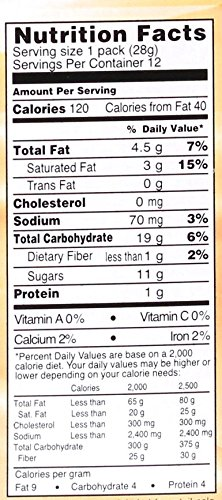 Nutrition Facts
Serving size 1 pack (28g)
Servings Per Container 12
Amount Per Serving
Calories 120 Calories from Fat 40
% Daily Value*
Total Fat 4.5 g 7%
Saturated Fat 3 g 15%
Trans Fat 0 g
Cholesterol 0 mg
Sodium 70 mg 3%
Total Carbohydrate 19 g 6%
Dietary Fiber less than 1 g 2%
Sugars 11 g
Protein 1 g
Vitamin A 0% • Vitamin C 0%
Calcium 2% • Iron 2%
*Percent Daily Values are base on a 2,000
calorie diet. Your daily values may be higher or
lower depending on your calorie needs:
Calories 2,000 2,500
Total Fat Less than 65 g 80 g
Sat. Fat Less than 20 g 25 g
Cholesterol Less than 300 mg 300 mg
Sodium Less than 2,400 mg 2,400 mg
Total Carbohydrate 300 g 375 g
Fiber 25 g 30 g
Calories per gram
Fat 9 • Carbohydrate 4 • Protein 4